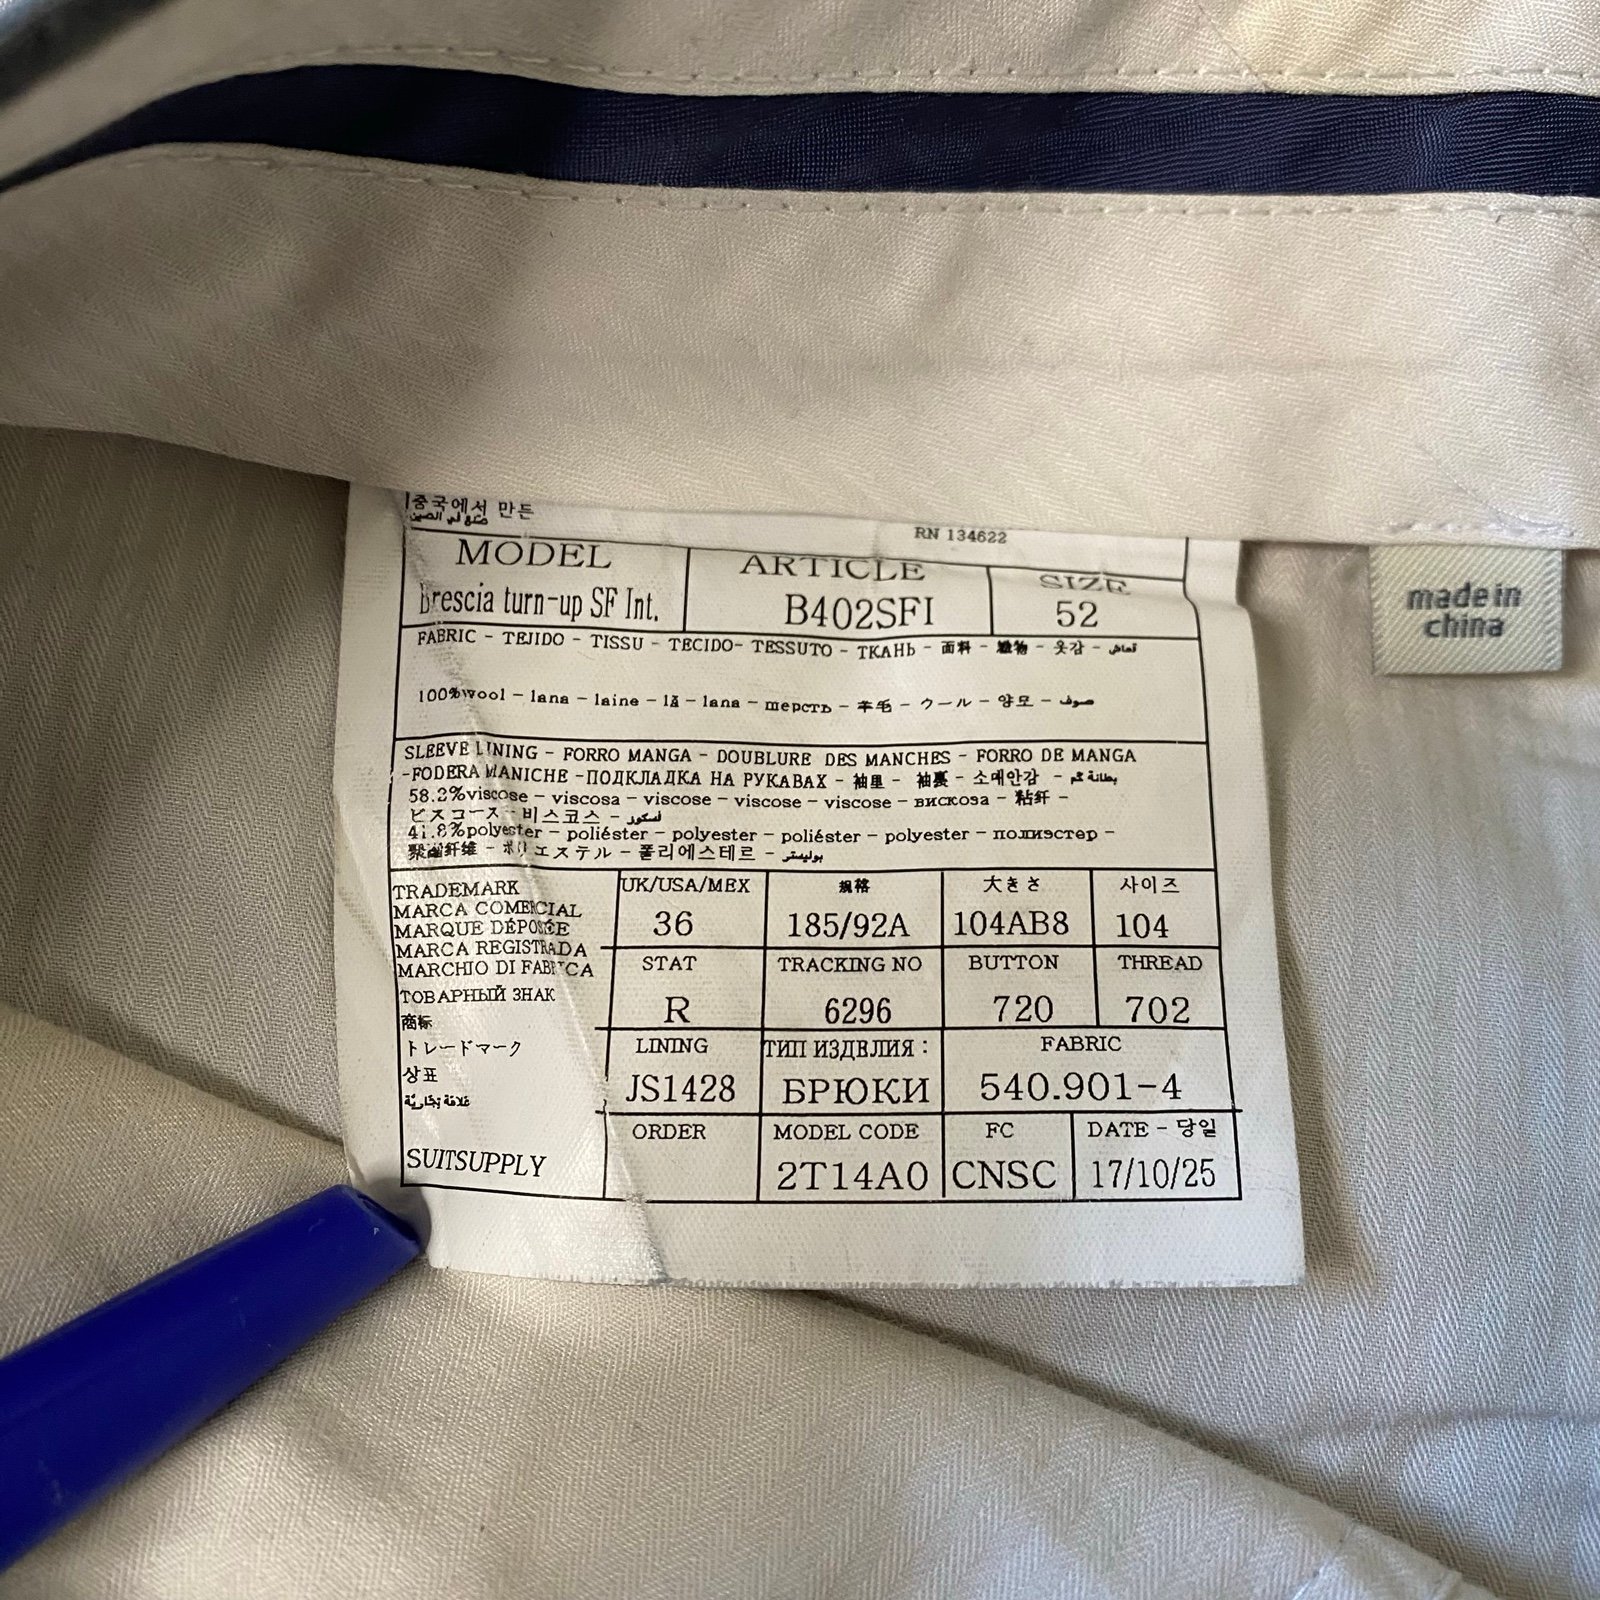 중국에서 만든
صنع في الصين
RN 134622
MODEL
ARTICLE
SIZE
Brescia turn-up SF Int.
B402SFI
52
FABRIC - TEJIDO - TISSU - TECIDO- TESSUTO - ТКАНЬ - 面料 - 織物 - 옷감 - قماش
100%wool - lana - laine - lã - lana - шерсть - 羊毛 - ウール - 양모 - صوف
SLEEVE LINING - FORRO MANGA - DOUBLURE DES MANCHES - FORRO DE MANGA
-FODERA MANICHE -ПОДКЛАДКА НА РУКАВАХ - 袖里 - 袖裏 - 소매안감 - بطانة كم
58.2%viscose - viscosa - viscose - viscose - viscose - вискоза - 粘纤 -
ビスコース - 비스코스 - فسكوز
41.8%polyester - poliéster - polyester - poliéster - polyester - полиэстер -
聚酯纤维 - ポリエステル - 폴리에스테르 - بوليستر
TRADEMARK
MARCA COMERCIAL
MARQUE DÉPOSÉE
MARCA REGISTRADA
MARCHIO DI FABBRICA
ТОВАРНЫЙ ЗНАК
商标
トレードマーク
상표
علامة تجارية
SUITSUPPLY
UK/USA/MEX
規格
大きさ
사이즈
36
185/92A
104AB8
104
STAT
TRACKING NO
BUTTON
THREAD
R
6296
720
702
LINING
ТИП ИЗДЕЛИЯ :
FABRIC
JS1428
БРЮКИ
540.901-4
ORDER
MODEL CODE
FC
DATE - 당일
2T14A0
CNSC
17/10/25
made in
china